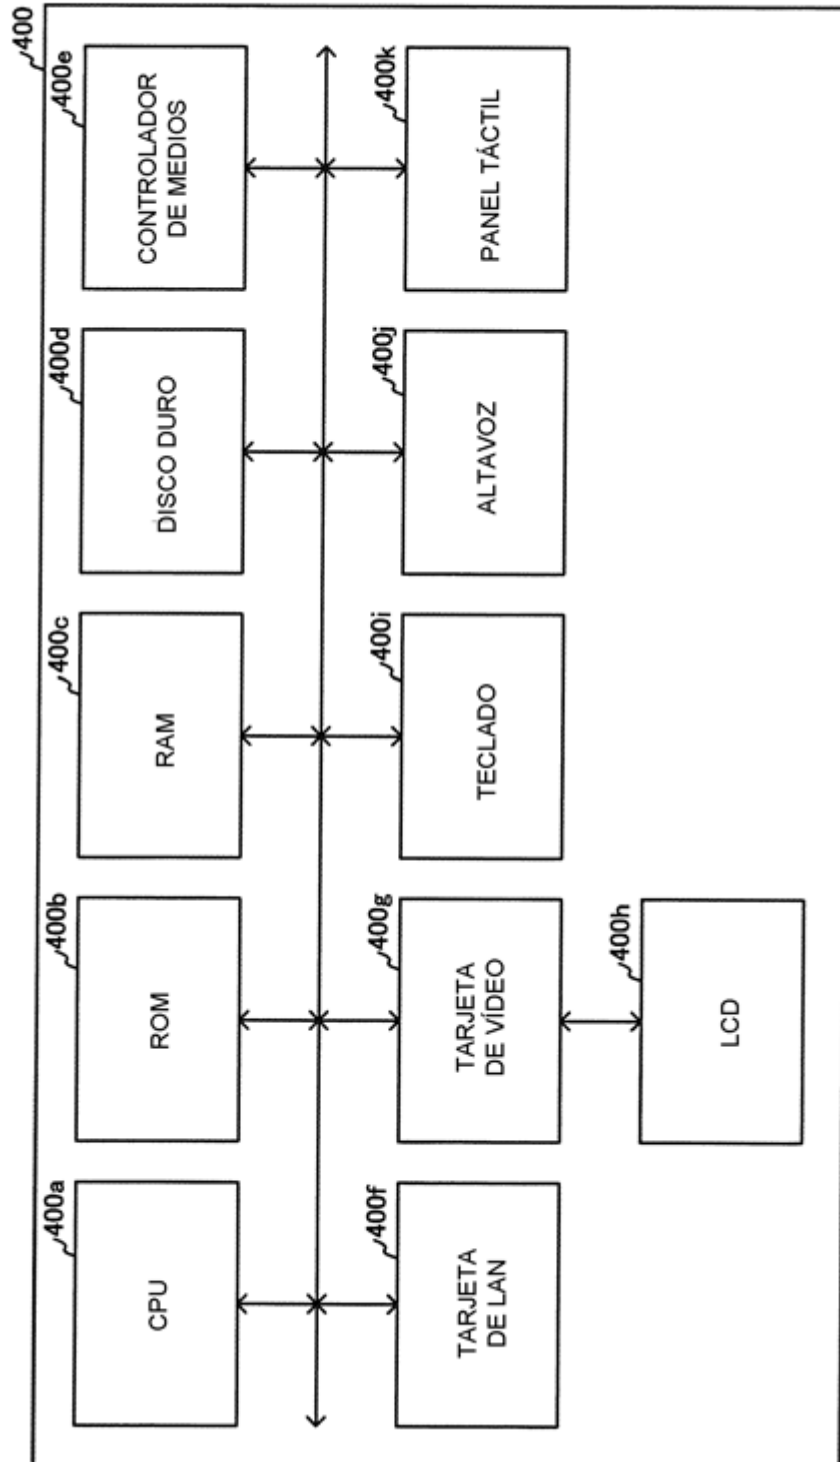 400
400a
CPU
400b
ROM
400c
RAM
400d
DISCO DURO
400e
CONTROLADOR
DE MEDIOS
400f
TARJETA
DE LAN
400g
TARJETA
DE VÍDEO
400i
TECLADO
400j
ALTAVOZ
400k
PANEL TÁCTIL
400h
LCD